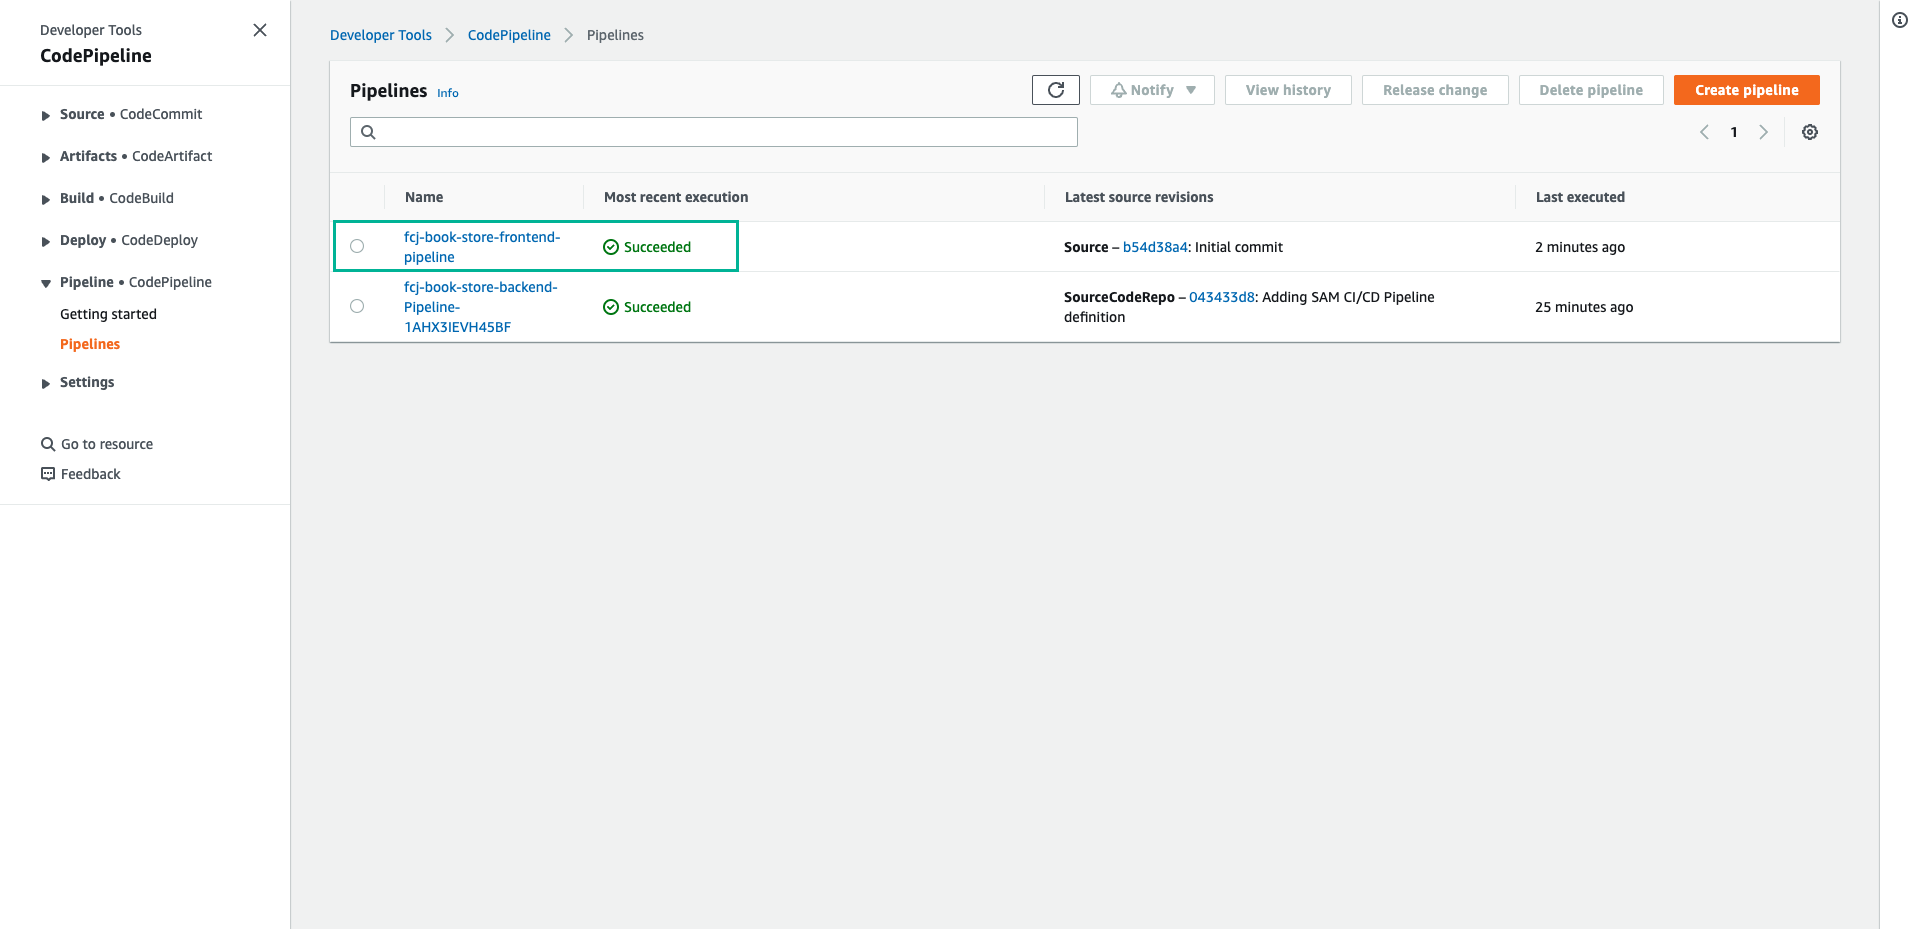 Developer Tools
CodePipeline
Source • CodeCommit
Artifacts • CodeArtifact
Build • CodeBuild
Deploy • CodeDeploy
Pipeline • CodePipeline
Getting started
Pipelines
Settings
Go to resource
Feedback
Developer Tools CodePipeline Pipelines
Pipelines Info Notify View history Release change Delete pipeline Create pipeline
1
Name Most recent execution Latest source revisions Last executed
fcj-book-store-frontend-
pipeline
Succeeded
Source – b54d38a4: Initial commit
2 minutes ago
fcj-book-store-backend-
Pipeline-
1AHX3IEVH45BF
Succeeded
SourceCodeRepo – 043433d8: Adding SAM CI/CD Pipeline
definition
25 minutes ago